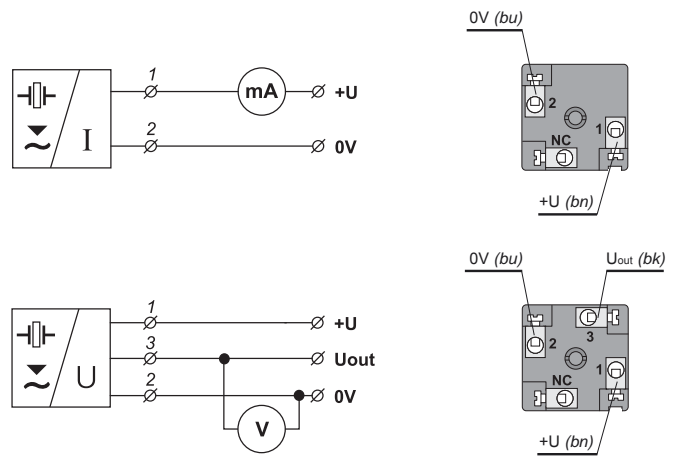 1
mA
+U
I
2
0V
0V (bu)
2
1
NC
+U (bn)
1
+U
3
Uout
U
2
0V
V
0V (bu)
Uout (bk)
3
2
1
NC
+U (bn)